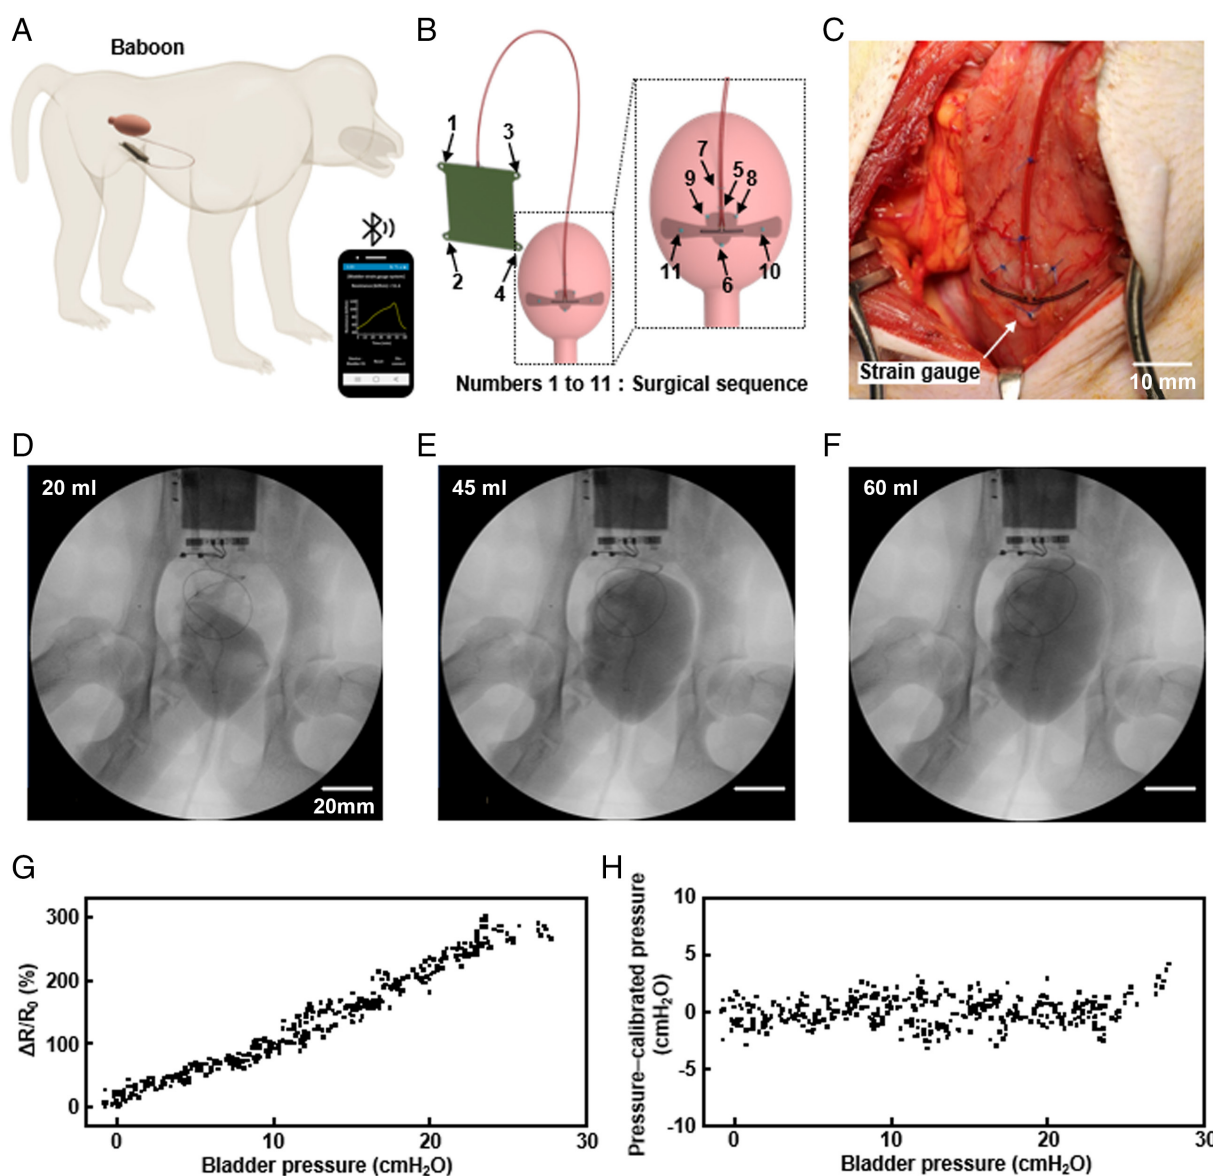 A
Baboon
B
1
3
2
4
7
5
9
8
11
6
10
Numbers 1 to 11 : Surgical sequence
C
Strain gauge
10 mm
D
20 ml
20mm
E
45 ml
F
60 ml
G
ΔR/R0 (%)
300
200
100
0
0
10
20
30
Bladder pressure (cmH2O)
H
Pressure–calibrated pressure
(cmH2O)
10
5
0
-5
-10
0
10
20
30
Bladder pressure (cmH2O)